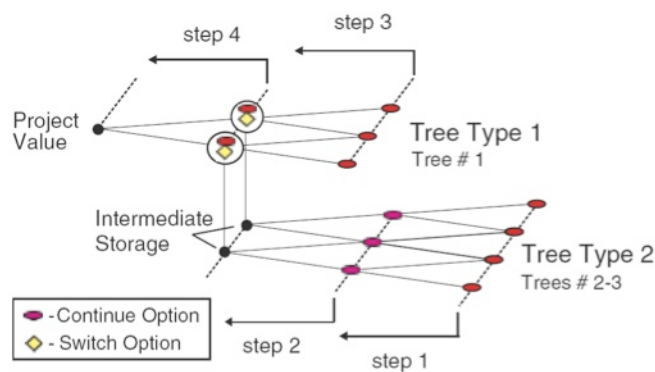 step 4
step 3
Project
Value
Tree Type 1
Tree # 1
Intermediate
Storage
Tree Type 2
Trees # 2-3
- Continue Option
- Switch Option
step 2
step 1